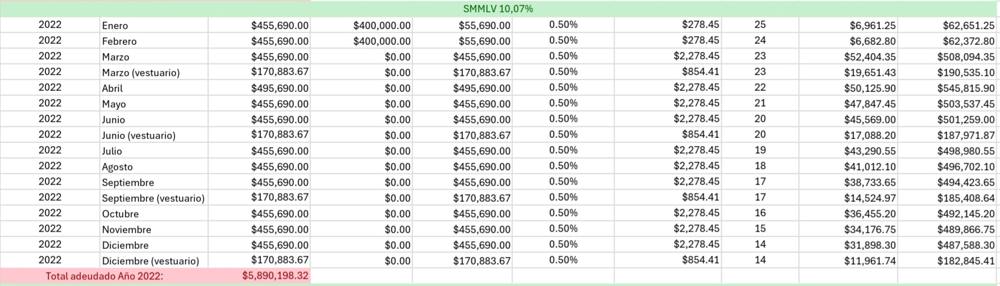 SMMLV 10,07%
2022 Enero $455,690.00 $400,000.00 $55,690.00 0.50% $278.45 25 $6,961.25 $62,651.25
2022 Febrero $455,690.00 $400,000.00 $55,690.00 0.50% $278.45 24 $6,682.80 $62,372.80
2022 Marzo $455,690.00 $0.00 $455,690.00 0.50% $2,278.45 23 $52,404.35 $508,094.35
2022 Marzo (vestuario) $170,883.67 $0.00 $170,883.67 0.50% $854.41 23 $19,651.43 $190,535.10
2022 Abril $495,690.00 $0.00 $495,690.00 0.50% $2,278.45 22 $50,125.90 $545,815.90
2022 Mayo $455,690.00 $0.00 $455,690.00 0.50% $2,278.45 21 $47,847.45 $503,537.45
2022 Junio $455,690.00 $0.00 $455,690.00 0.50% $2,278.45 20 $45,569.00 $501,259.00
2022 Junio (vestuario) $170,883.67 $0.00 $170,883.67 0.50% $854.41 20 $17,088.20 $187,971.87
2022 Julio $455,690.00 $0.00 $455,690.00 0.50% $2,278.45 19 $43,290.55 $498,980.55
2022 Agosto $455,690.00 $0.00 $455,690.00 0.50% $2,278.45 18 $41,012.10 $496,702.10
2022 Septiembre $455,690.00 $0.00 $455,690.00 0.50% $2,278.45 17 $38,733.65 $494,423.65
2022 Septiembre (vestuario) $170,883.67 $0.00 $170,883.67 0.50% $854.41 17 $14,524.97 $185,408.64
2022 Octubre $455,690.00 $0.00 $455,690.00 0.50% $2,278.45 16 $36,455.20 $492,145.20
2022 Noviembre $455,690.00 $0.00 $455,690.00 0.50% $2,278.45 15 $34,176.75 $489,866.75
2022 Diciembre $455,690.00 $0.00 $455,690.00 0.50% $2,278.45 14 $31,898.30 $487,588.30
2022 Diciembre (vestuario) $170,883.67 $0.00 $170,883.67 0.50% $854.41 14 $11,961.74 $182,845.41
Total adeudado Año 2022: $5,890,198.32